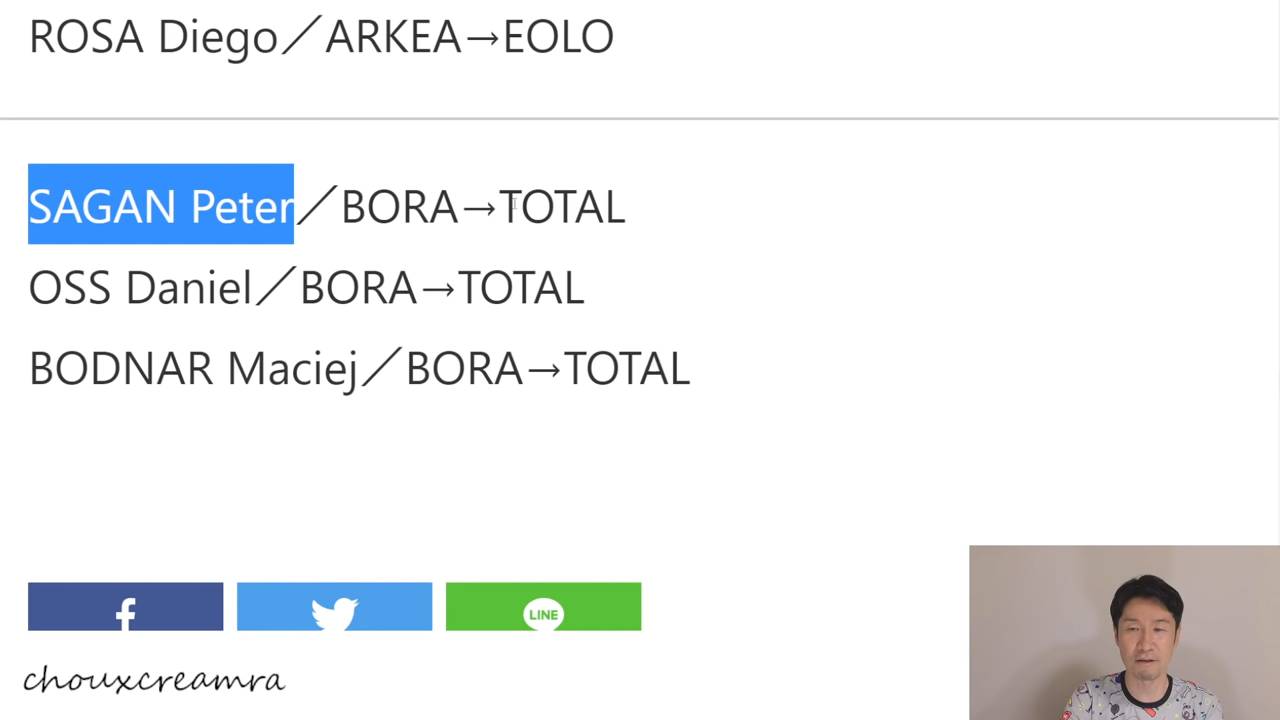 ROSA Diego／ARKEA→EOLO
SAGAN Peter／BORA→TOTAL
OSS Daniel／BORA→TOTAL
BODNAR Maciej／BORA→TOTAL
LINE
chouxcreamra